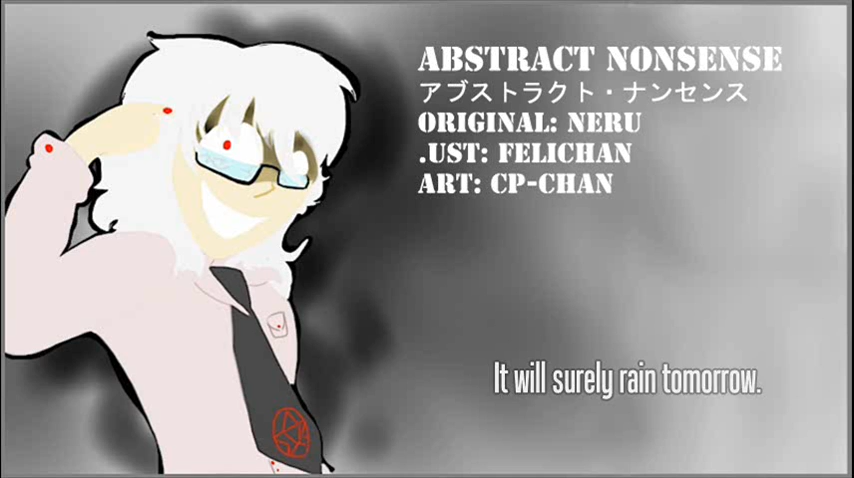 ABSTRACT NONSENSE
アブストラクト・ナンセンス
ORIGINAL: NERU
.UST: FELICHAN
ART: CP-CHAN
It will surely rain tomorrow.